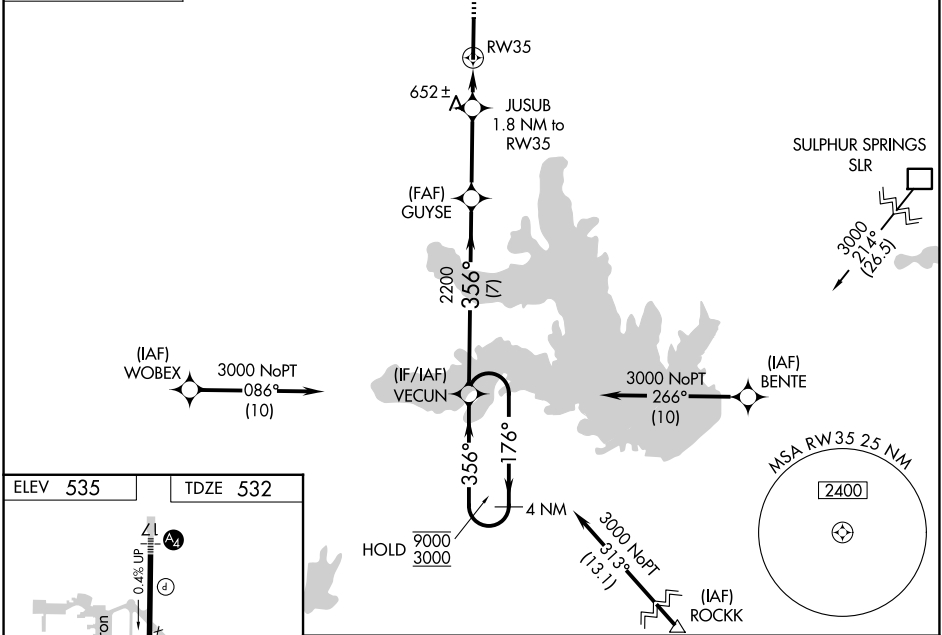 RW35
652±
JUSUB
1.8 NM to
RW35
SULPHUR SPRINGS
SLR
3000
214°
(26.5)
(FAF)
GUYSE
2200
356°
(7)
(IAF)
WOBEX
3000 NoPT
086°
(10)
(IF/IAF)
VECUN
3000 NoPT
266°
(10)
(IAF)
BENTE
356°
176°
4 NM
HOLD
9000
3000
3000 NoPT
313°
(13.1)
(IAF)
ROCKK
MSA RW35 25 NM
2400
ELEV 535
TDZE 532
17
A4
0.4% UP
P
on